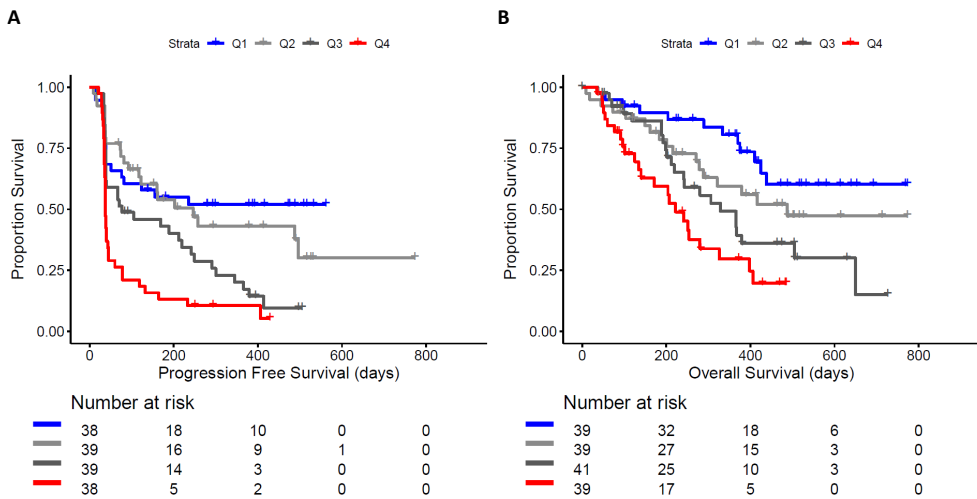 A
Strata Q1 Q2 Q3 Q4
1.00
0.75
0.50
0.25
0.00
Proportion Survival
0 200 400 600 800
Progression Free Survival (days)
Number at risk
38 18 10 0 0
39 16 9 1 0
39 14 3 0 0
38 5 2 0 0
B
Strata Q1 Q2 Q3 Q4
1.00
0.75
0.50
0.25
0.00
Proportion Survival
0 200 400 600 800
Overall Survival (days)
Number at risk
39 32 18 6 0
39 27 15 3 0
41 25 10 3 0
39 17 5 0 0